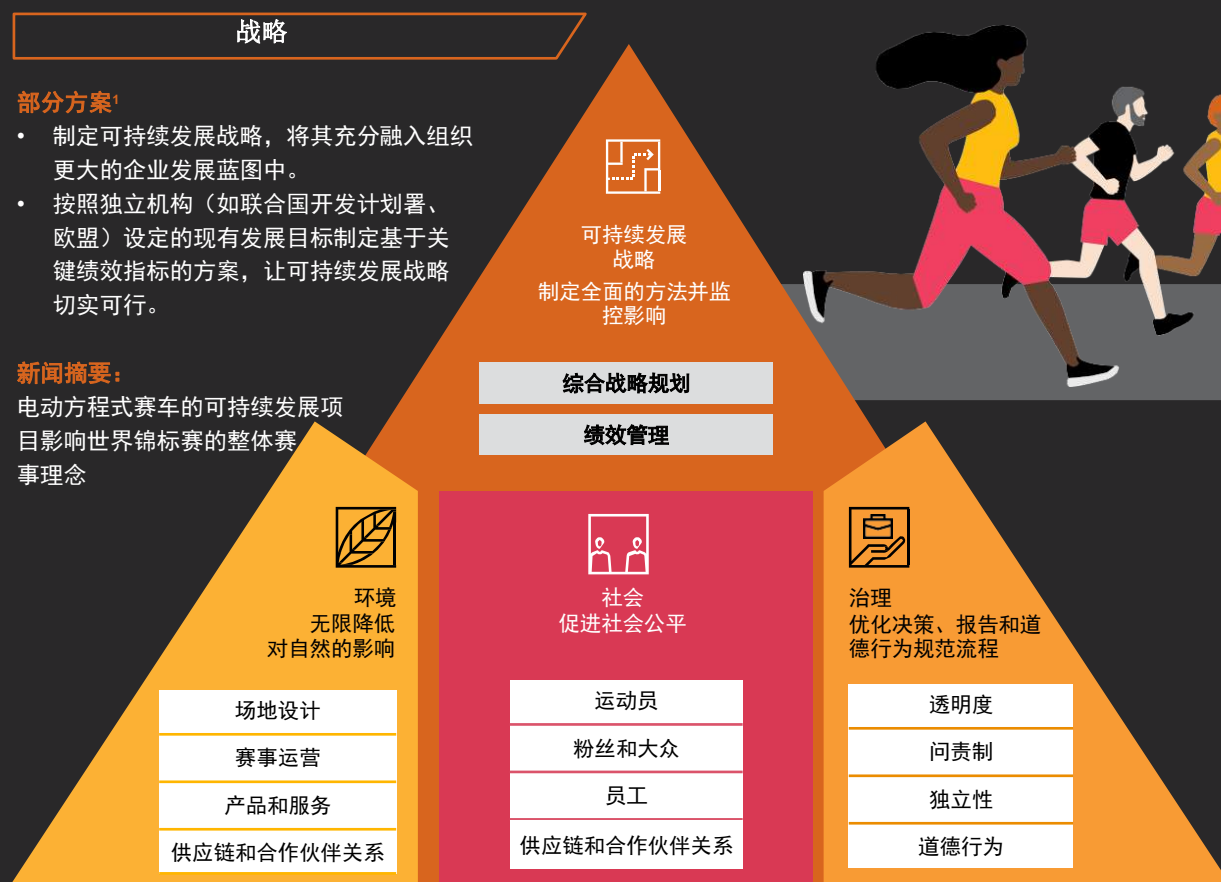 战略
部分方案¹
• 制定可持续发展战略，将其充分融入组织
更大的企业发展蓝图中。
• 按照独立机构（如联合国开发计划署、
欧盟）设定的现有发展目标制定基于关
键绩效指标的方案，让可持续发展战略
切实可行。
新闻摘要：
电动方程式赛车的可持续发展项
目影响世界锦标赛的整体赛
事理念
可持续发展
战略
制定全面的方法并监
控影响
综合战略规划
绩效管理
环境
无限降低
对自然的影响
场地设计
赛事运营
产品和服务
供应链和合作伙伴关系
社会
促进社会公平
运动员
粉丝和大众
员工
供应链和合作伙伴关系
治理
优化决策、报告和道
德行为规范流程
透明度
问责制
独立性
道德行为